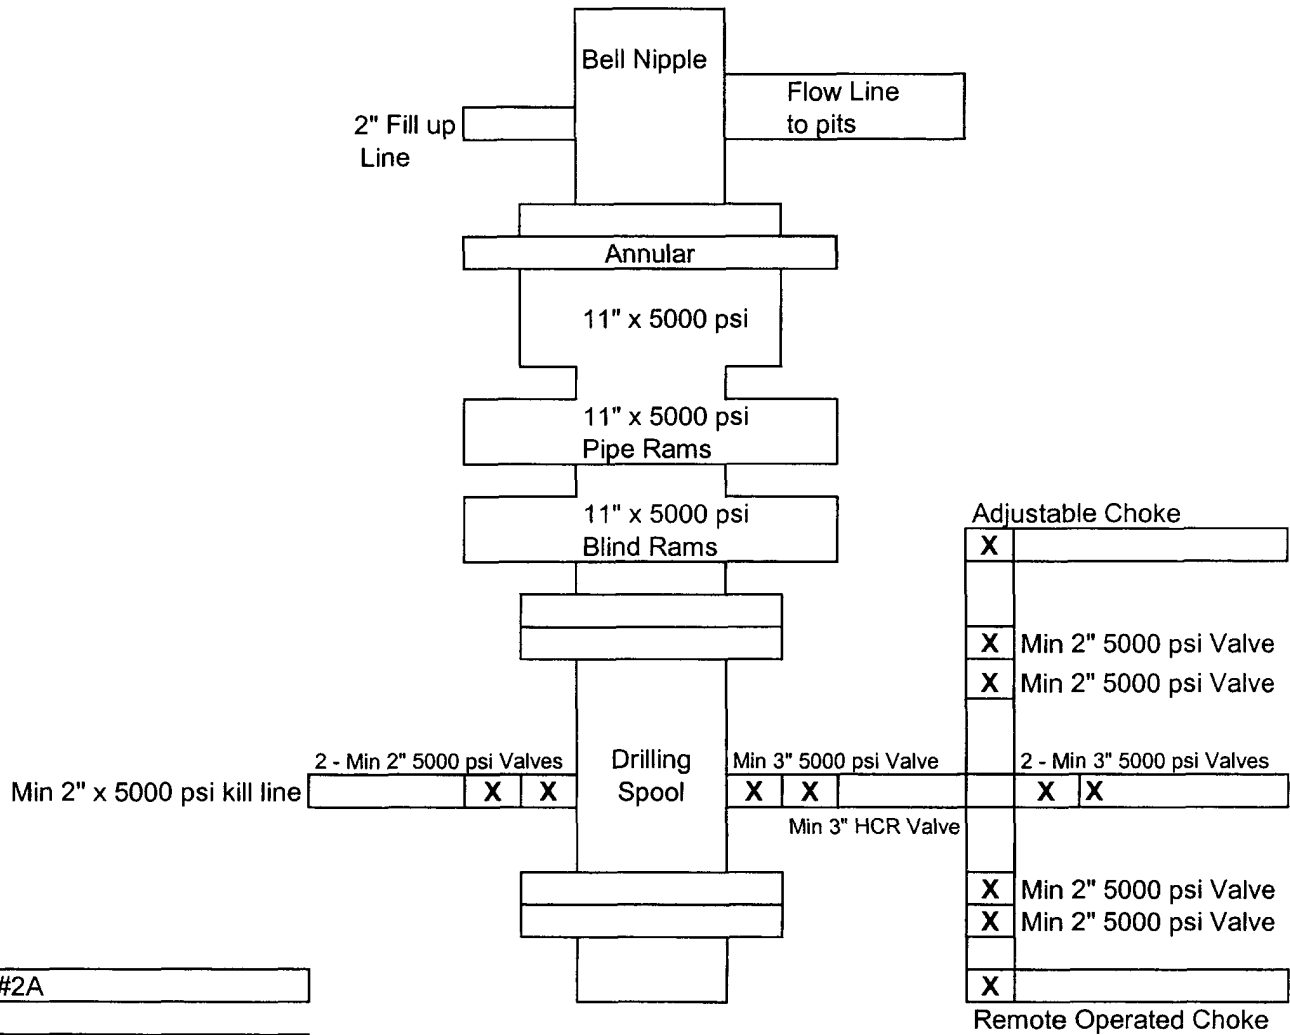 Bell Nipple
Flow Line
to pits
2" Fill up
Line
Annular
11" x 5000 psi
11" x 5000 psi
Pipe Rams
11" x 5000 psi
Blind Rams
Adjustable Choke
X
X Min 2" 5000 psi Valve
X Min 2" 5000 psi Valve
2 - Min 2" 5000 psi Valves
Min 2" x 5000 psi kill line
X X
Drilling
Spool
Min 3" 5000 psi Valve
X X
Min 3" HCR Valve
2 - Min 3" 5000 psi Valves
X X
X Min 2" 5000 psi Valve
X Min 2" 5000 psi Valve
X
Remote Operated Choke
#2A